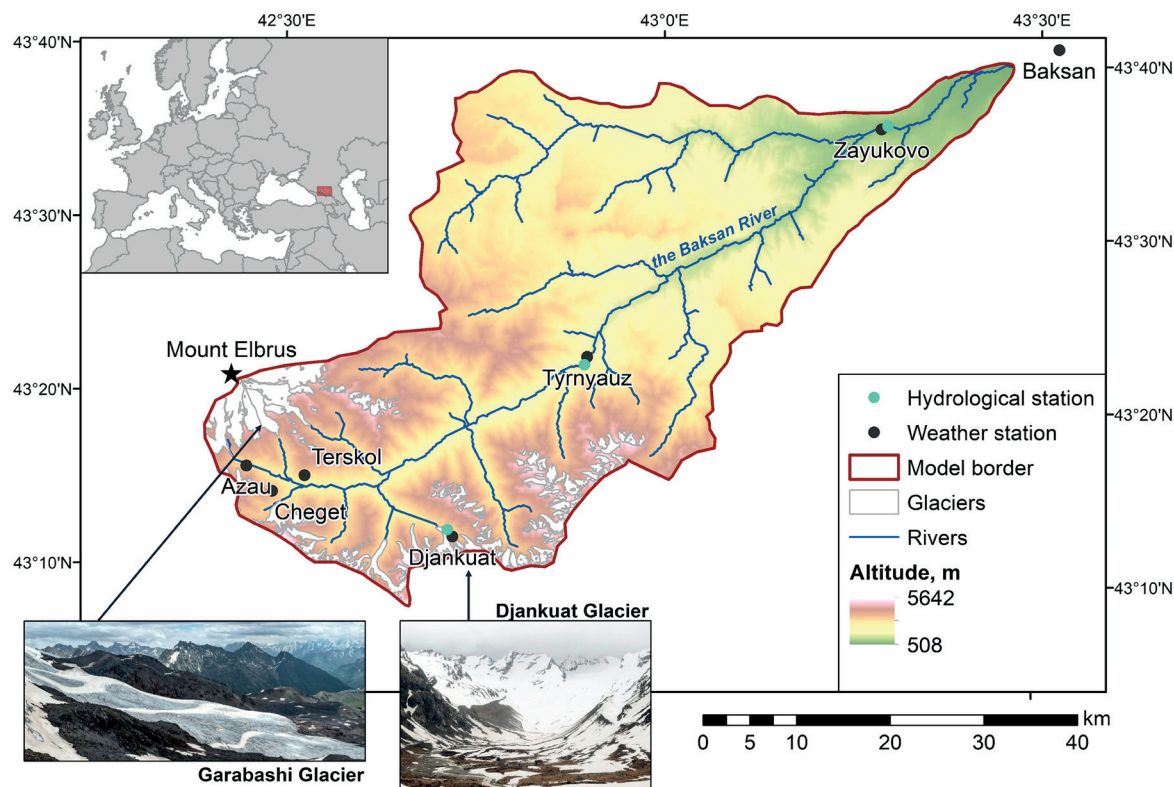 42°30'E
43°0'E
43°30'E
43°40'N
43°40'N
Baksan
Zayukovo
43°30'N
43°30'N
the Baksan River
Mount Elbrus
Tyrnyauz
43°20'N
43°20'N
Hydrological station
Weather station
Terskol
Azau
Model border
Cheget
Glaciers
Rivers
Djankuat
43°10'N
43°10'N
Altitude, m
5642
508
Djankuat Glacier
Garabashi Glacier
km
0 5 10 20 30 40